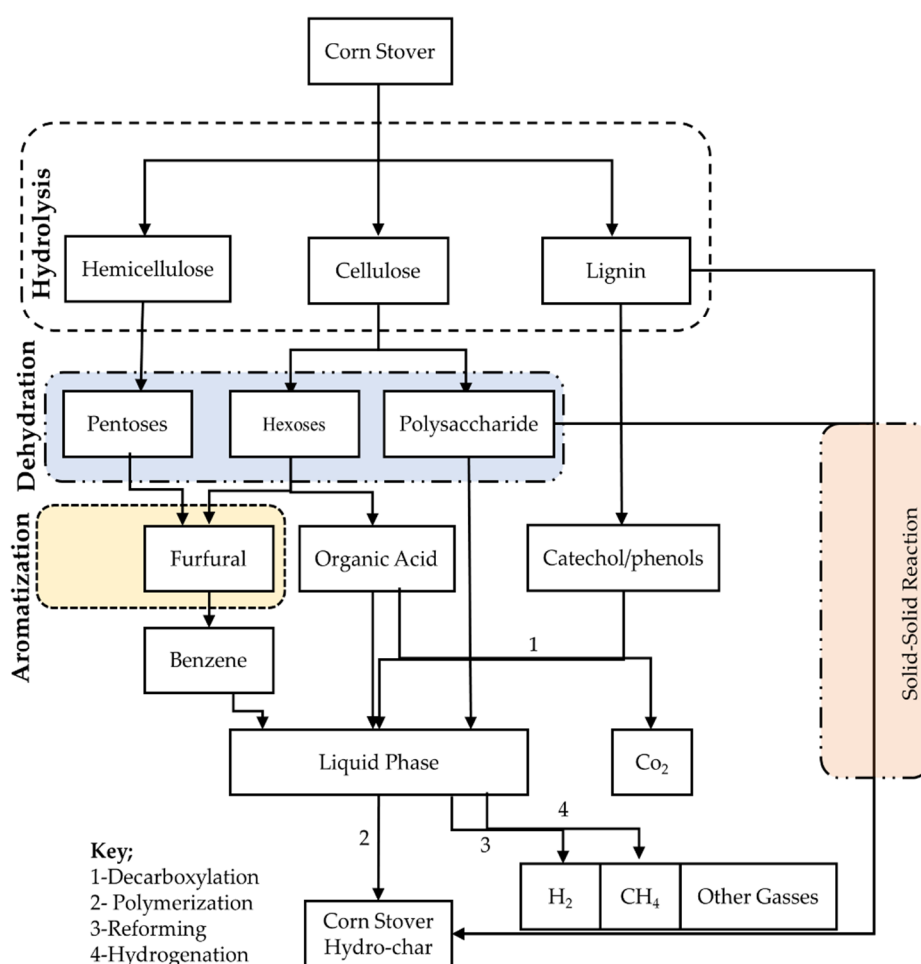 Corn Stover
Hydrolysis
Hemicellulose
Cellulose
Lignin
Dehydration
Pentoses
Hexoses
Polysaccharide
Aromatization
Furfural
Organic Acid
Catechol/phenols
Solid-Solid Reaction
1
Benzene
Liquid Phase
Co₂
4
2
3
Key;
1-Decarboxylation
2- Polymerization
3-Reforming
4-Hydrogenation
H₂
CH₄
Other Gasses
Corn Stover
Hydro-char